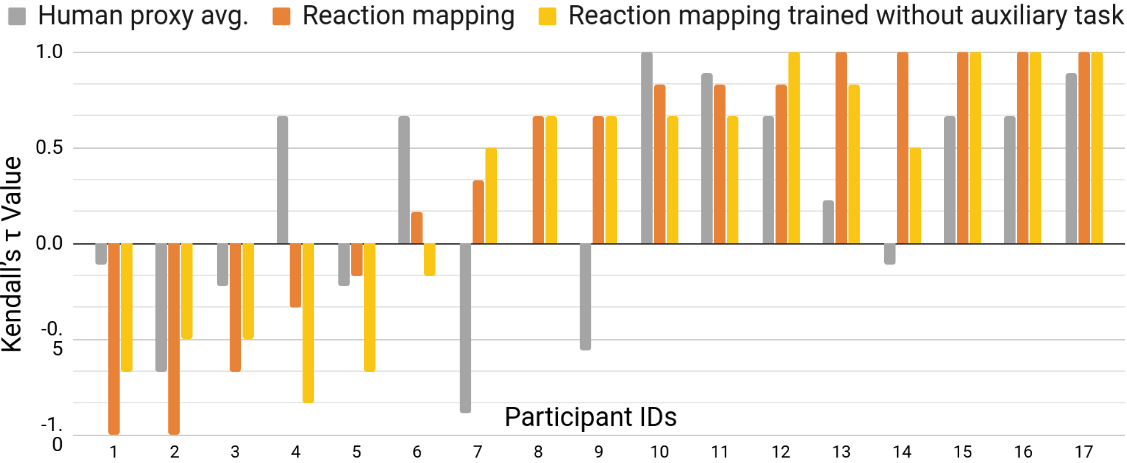 Human proxy avg. Reaction mapping Reaction mapping trained without auxiliary task
Kendall's τ Value
1.0
0.5
0.0
-0.
5
-1.
0
Participant IDs
1 2 3 4 5 6 7 8 9 10 11 12 13 14 15 16 17